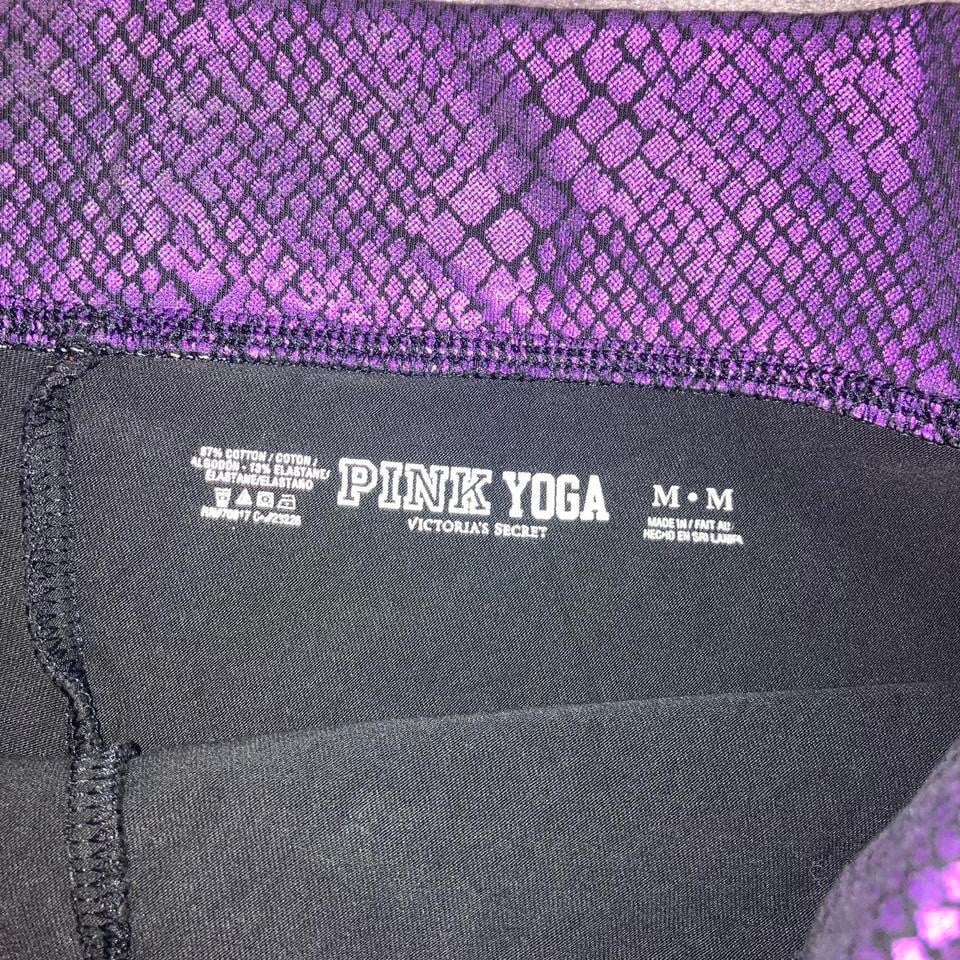 87% COTTON / COTON /
ALGODÓN - 13% ELASTANE/
ELASTANE/ELASTANO
PINK YOGA
VICTORIA'S SECRET
M • M
MADE IN / FAIT AU/
HECHO EN SRI LANKA